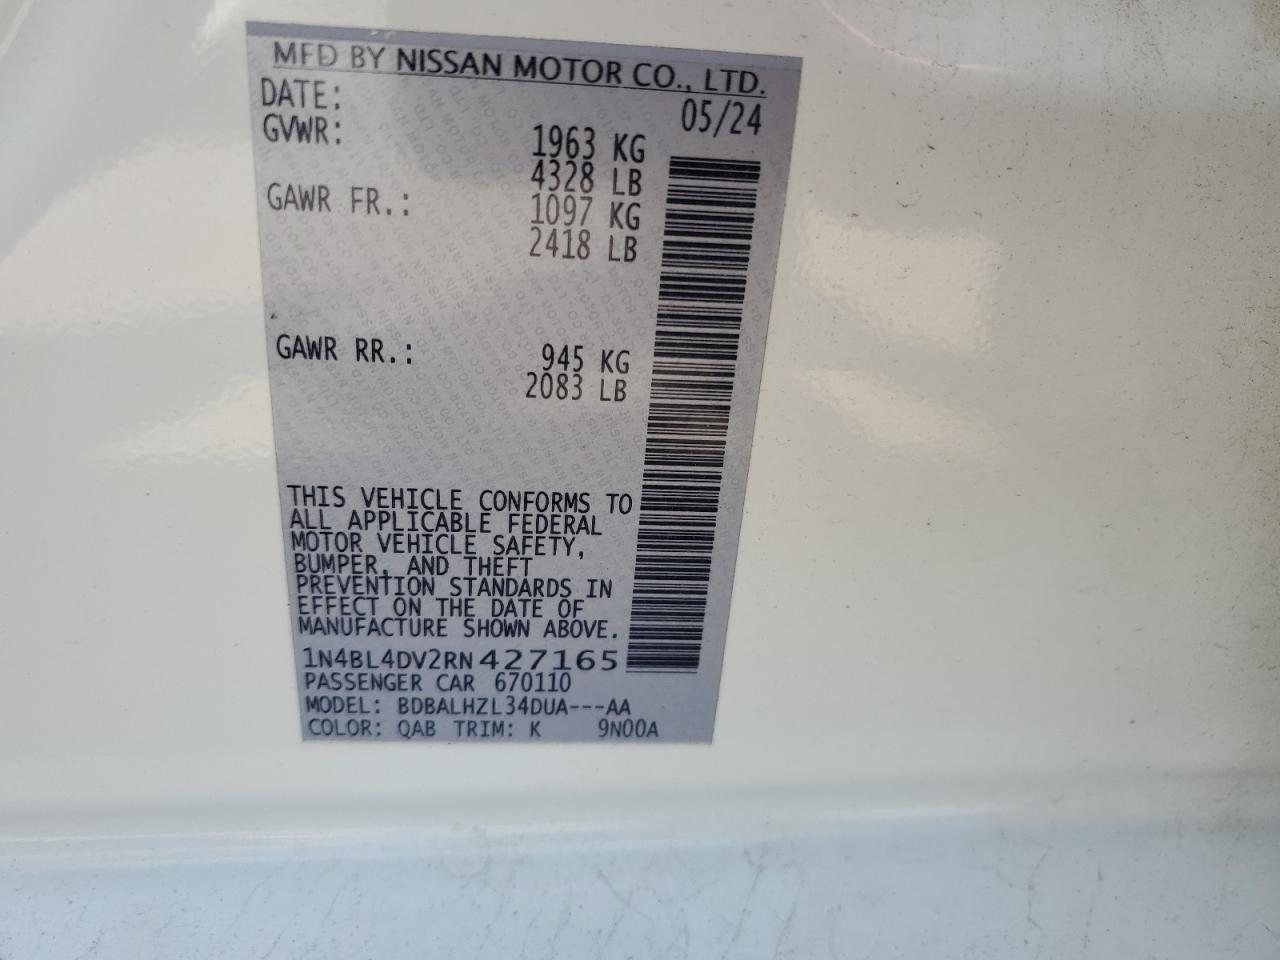 MFD BY NISSAN MOTOR CO., LTD.
DATE: 05/24
GVWR: 1963 KG
4328 LB
GAWR FR.: 1097 KG
2418 LB
GAWR RR.: 945 KG
2083 LB
THIS VEHICLE CONFORMS TO
ALL APPLICABLE FEDERAL
MOTOR VEHICLE SAFETY,
BUMPER, AND THEFT
PREVENTION STANDARDS IN
EFFECT ON THE DATE OF
MANUFACTURE SHOWN ABOVE.
1N4BL4DV2RN427165
PASSENGER CAR 670110
MODEL: BDBALHZL34DUA---AA
COLOR: QAB TRIM: K 9N00A